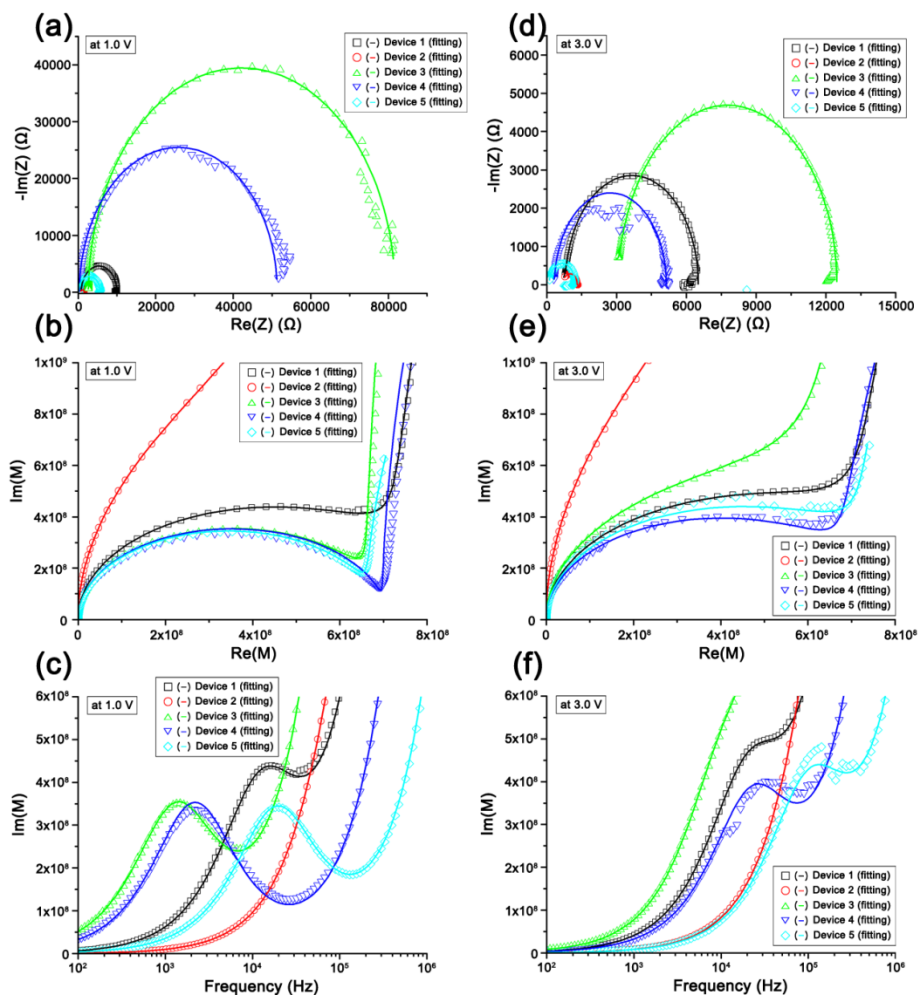 (a)
at 1.0 V
(−) Device 1 (fitting)
(−) Device 2 (fitting)
(−) Device 3 (fitting)
(−) Device 4 (fitting)
(−) Device 5 (fitting)
-Im(Z) (Ω)
40000
30000
20000
10000
0
0 20000 40000 60000 80000
Re(Z) (Ω)
(b)
at 1.0 V
(−) Device 1 (fitting)
(−) Device 2 (fitting)
(−) Device 3 (fitting)
(−) Device 4 (fitting)
(−) Device 5 (fitting)
Im(M)
1x10⁹
8x10⁸
6x10⁸
4x10⁸
2x10⁸
0
0 2x10⁸ 4x10⁸ 6x10⁸ 8x10⁸
Re(M)
(c)
at 1.0 V
(−) Device 1 (fitting)
(−) Device 2 (fitting)
(−) Device 3 (fitting)
(−) Device 4 (fitting)
(−) Device 5 (fitting)
Im(M)
6x10⁸
5x10⁸
4x10⁸
3x10⁸
2x10⁸
1x10⁸
0
10² 10³ 10⁴ 10⁵ 10⁶
Frequency (Hz)
(d)
at 3.0 V
(−) Device 1 (fitting)
(−) Device 2 (fitting)
(−) Device 3 (fitting)
(−) Device 4 (fitting)
(−) Device 5 (fitting)
-Im(Z) (Ω)
6000
5000
4000
3000
2000
1000
0
0 3000 6000 9000 12000 15000
Re(Z) (Ω)
(e)
at 3.0 V
(−) Device 1 (fitting)
(−) Device 2 (fitting)
(−) Device 3 (fitting)
(−) Device 4 (fitting)
(−) Device 5 (fitting)
Im(M)
1x10⁹
8x10⁸
6x10⁸
4x10⁸
2x10⁸
0
0 2x10⁸ 4x10⁸ 6x10⁸ 8x10⁸
Re(M)
(f)
at 3.0 V
(−) Device 1 (fitting)
(−) Device 2 (fitting)
(−) Device 3 (fitting)
(−) Device 4 (fitting)
(−) Device 5 (fitting)
Im(M)
6x10⁸
5x10⁸
4x10⁸
3x10⁸
2x10⁸
1x10⁸
0
10² 10³ 10⁴ 10⁵ 10⁶
Frequency (Hz)